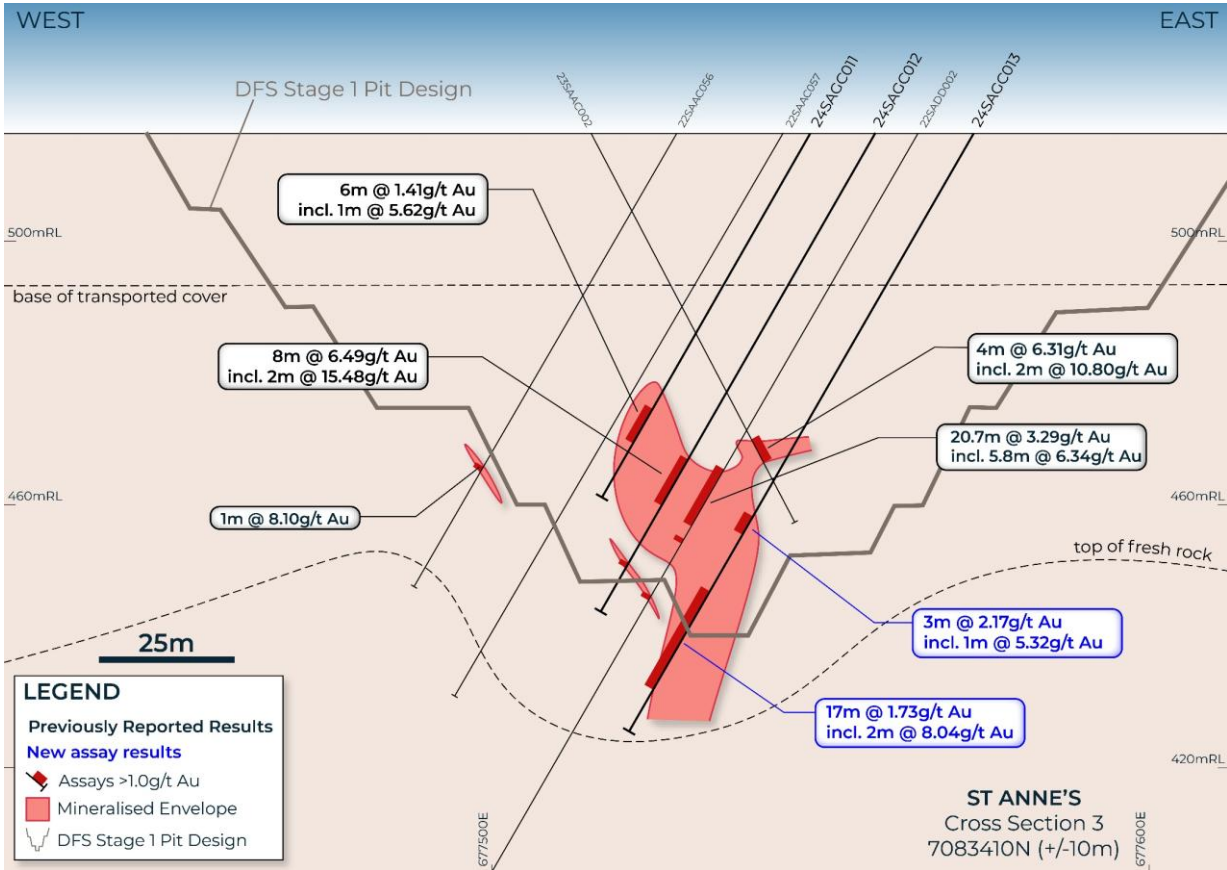 WEST
EAST
DFS Stage 1 Pit Design
23SAAC002
22SAAC056
22SAAC057
24SAGC011
24SAGC012
22SADD002
24SAGC013
6m @ 1.41g/t Au
incl. 1m @ 5.62g/t Au
500mRL
500mRL
base of transported cover
8m @ 6.49g/t Au
incl. 2m @ 15.48g/t Au
4m @ 6.31g/t Au
incl. 2m @ 10.80g/t Au
20.7m @ 3.29g/t Au
incl. 5.8m @ 6.34g/t Au
460mRL
460mRL
1m @ 8.10g/t Au
top of fresh rock
3m @ 2.17g/t Au
incl. 1m @ 5.32g/t Au
25m
17m @ 1.73g/t Au
incl. 2m @ 8.04g/t Au
LEGEND
Previously Reported Results
New assay results
Assays >1.0g/t Au
Mineralised Envelope
DFS Stage 1 Pit Design
420mRL
677500E
677600E
ST ANNE'S
Cross Section 3
7083410N (+/-10m)